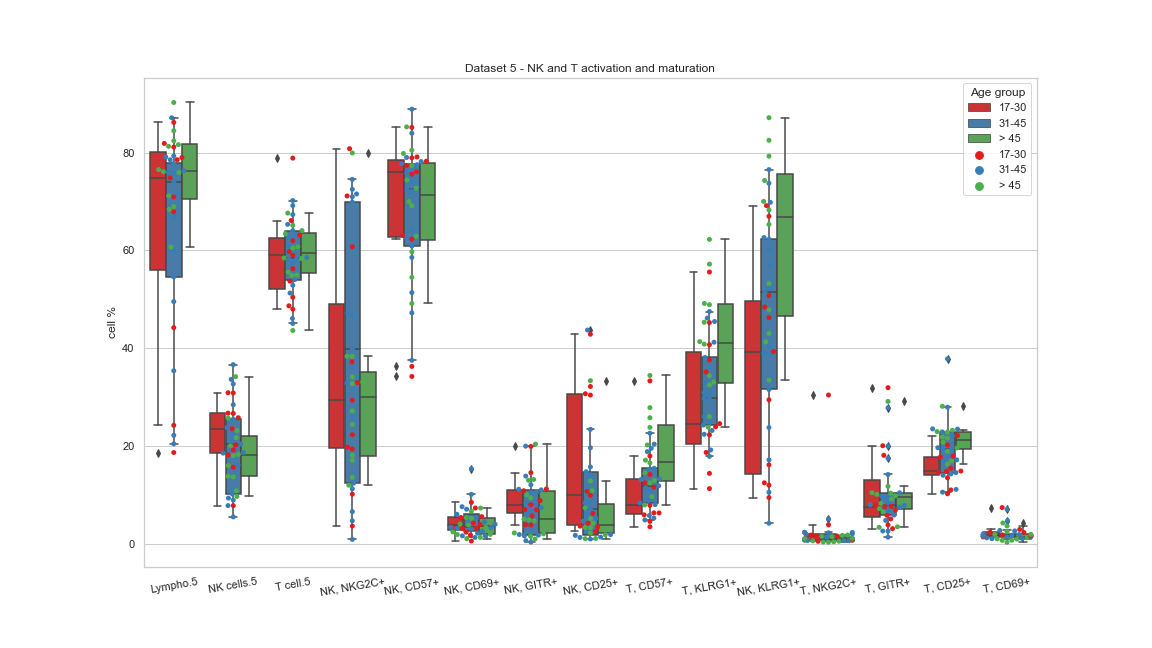 Dataset 5 - NK and T activation and maturation
Age group
17-30
31-45
> 45
17-30
31-45
> 45
cell %
80
60
40
20
0
Lympho.5
NK cells.5
T cell.5
NK, NKG2C+
NK, CD57+
NK, CD69+
NK, GITR+
NK, CD25+
T, CD57+
T, KLRG1+
NK, KLRG1+
T, NKG2C+
T, GITR+
T, CD25+
T, CD69+